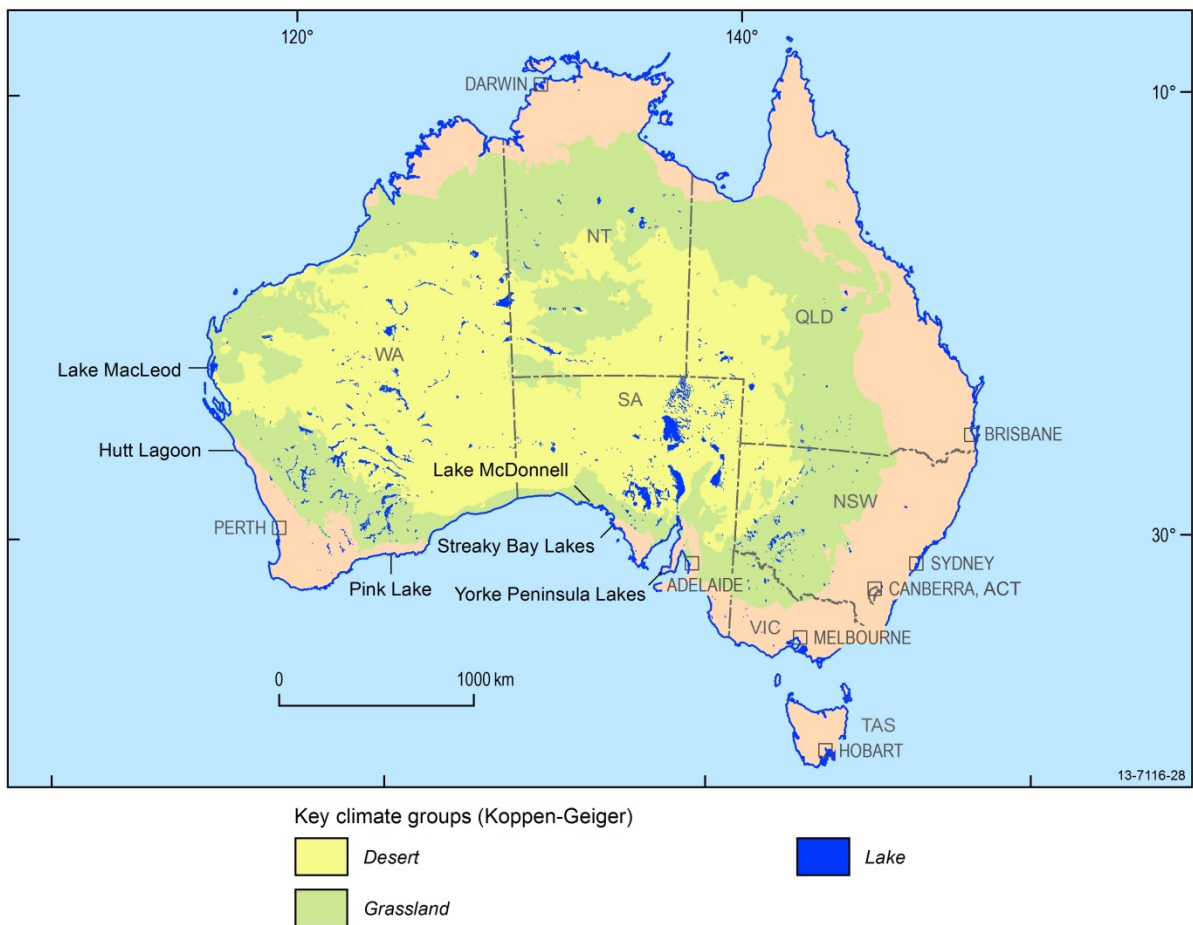 120°
140°
10°
DARWIN
NT
QLD
WA
Lake MacLeod
SA
BRISBANE
Hutt Lagoon
Lake McDonnell
NSW
PERTH
30°
Streaky Bay Lakes
SYDNEY
Pink Lake
Yorke Peninsula Lakes
ADELAIDE
CANBERRA, ACT
VIC
MELBOURNE
0
1000 km
TAS
HOBART
13-7116-28
Key climate groups (Koppen-Geiger)
Desert
Lake
Grassland